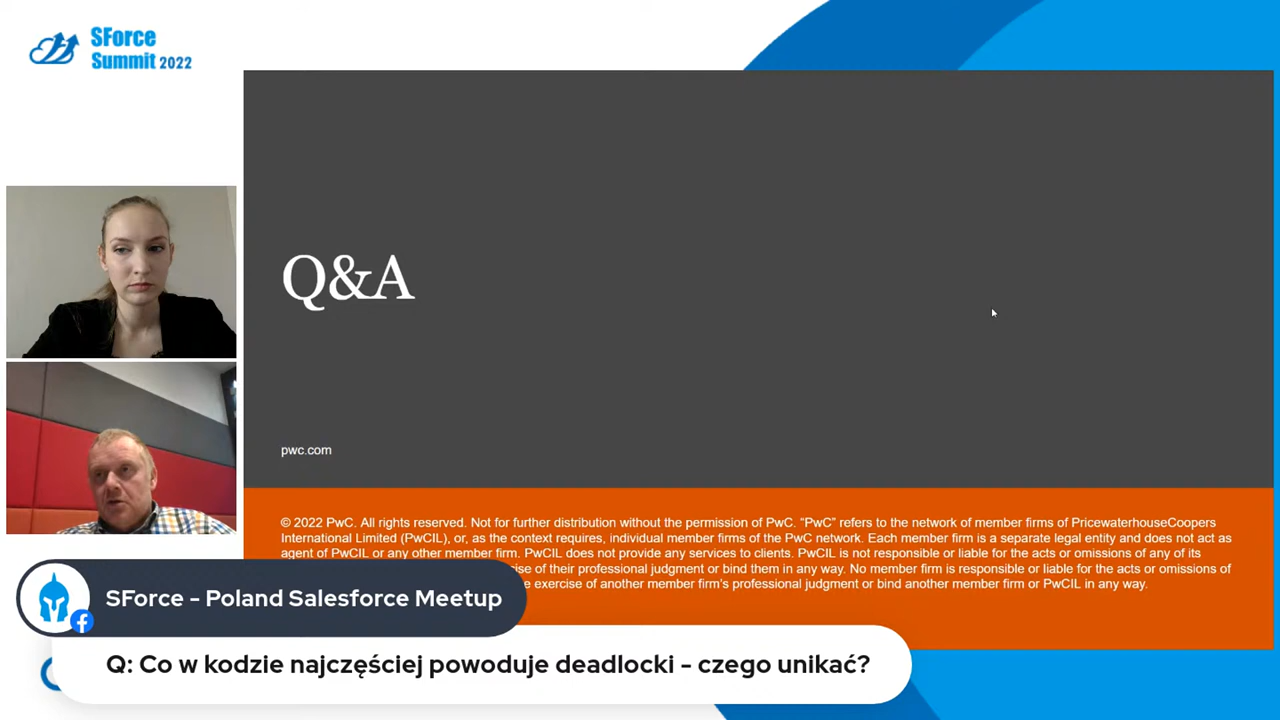 SForce
Summit 2022
Q&A
pwc.com
© 2022 PwC. All rights reserved. Not for further distribution without the permission of PwC. “PwC” refers to the network of member firms of PricewaterhouseCoopers
International Limited (PwCIL), or, as the context requires, individual member firms of the PwC network. Each member firm is a separate legal entity and does not act as
agent of PwCIL or any other member firm. PwCIL does not provide any services to clients. PwCIL is not responsible or liable for the acts or omissions of any of its
of their professional judgment or bind them in any way. No member firm is responsible or liable for the acts or omissions of
exercise of another member firm’s professional judgment or bind another member firm or PwCIL in any way.
SForce - Poland Salesforce Meetup
Q: Co w kodzie najczęściej powoduje deadlocki - czego unikać?